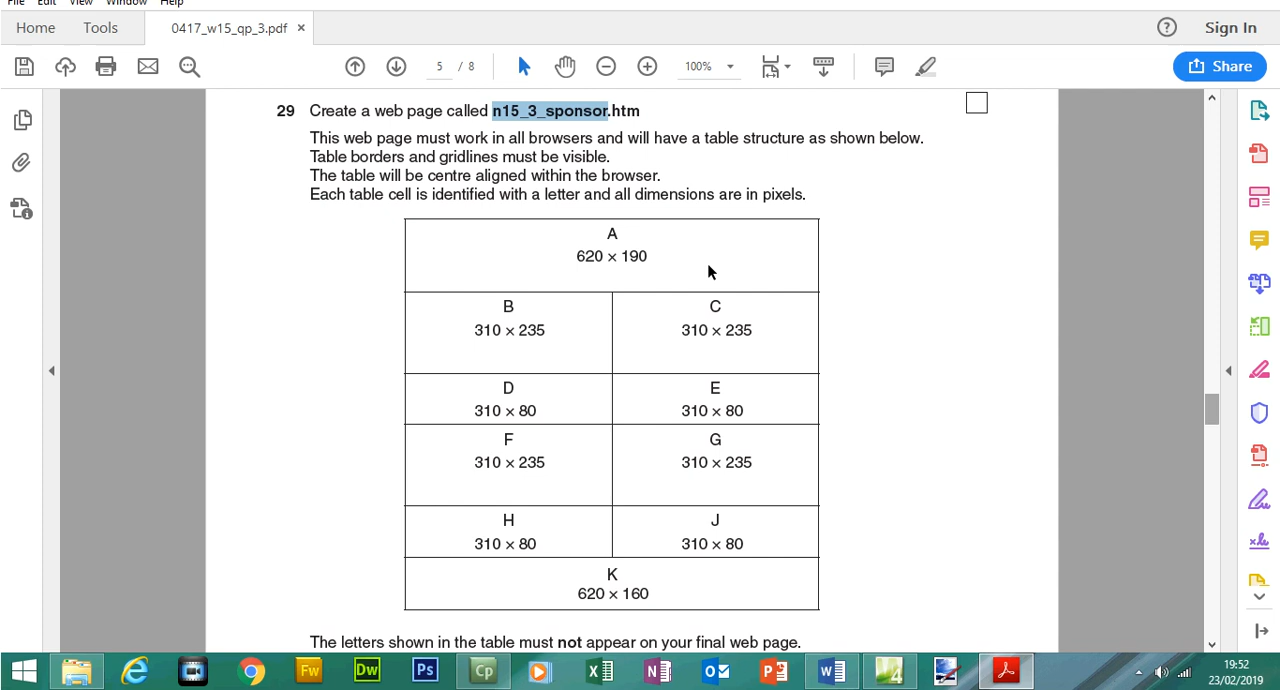 File Edit View Window Help
Home Tools 0417_w15_qp_3.pdf × ? Sign In
5 / 8 100% Share
29 Create a web page called n15_3_sponsor.htm
This web page must work in all browsers and will have a table structure as shown below.
Table borders and gridlines must be visible.
The table will be centre aligned within the browser.
Each table cell is identified with a letter and all dimensions are in pixels.
A
620 × 190
B C
310 × 235 310 × 235
D E
310 × 80 310 × 80
F G
310 × 235 310 × 235
H J
310 × 80 310 × 80
K
620 × 160
The letters shown in the table must not appear on your final web page.
Fw Dw Ps Cp 19:52
23/02/2019